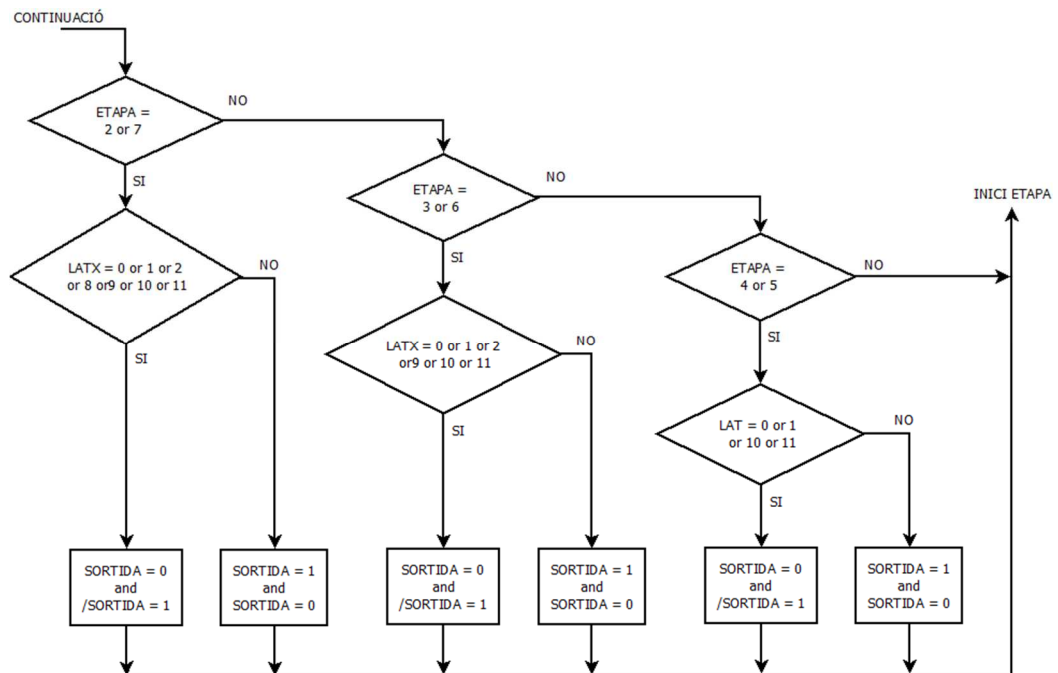 CONTINUACIÓ
ETAPA =
2 or 7
NO
SI
ETAPA =
3 or 6
NO
SI
INICI ETAPA
ETAPA =
4 or 5
NO
SI
LATX = 0 or 1 or 2
or 8 or9 or 10 or 11
NO
SI
LATX = 0 or 1 or 2
or9 or 10 or 11
NO
SI
LAT = 0 or 1
or 10 or 11
NO
SI
SORTIDA = 0
and
/SORTIDA = 1
SORTIDA = 1
and
SORTIDA = 0
SORTIDA = 0
and
/SORTIDA = 1
SORTIDA = 1
and
SORTIDA = 0
SORTIDA = 0
and
/SORTIDA = 1
SORTIDA = 1
and
SORTIDA = 0